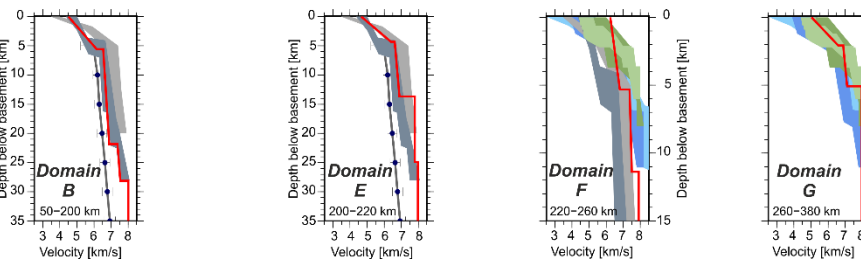 0
5
10
15
20
25
30
35
Depth below basement [km]
Domain
B
50–200 km
3 4 5 6 7 8
Velocity [km/s]
0
5
10
15
20
25
30
35
Depth below basement [km]
Domain
E
200–220 km
3 4 5 6 7 8
Velocity [km/s]
0
5
10
15
Depth below basement [km]
Domain
F
220–260 km
3 4 5 6 7 8
Velocity [km/s]
Domain
G
260–380 km
3 4 5 6 7 8
Velocity [km/s]